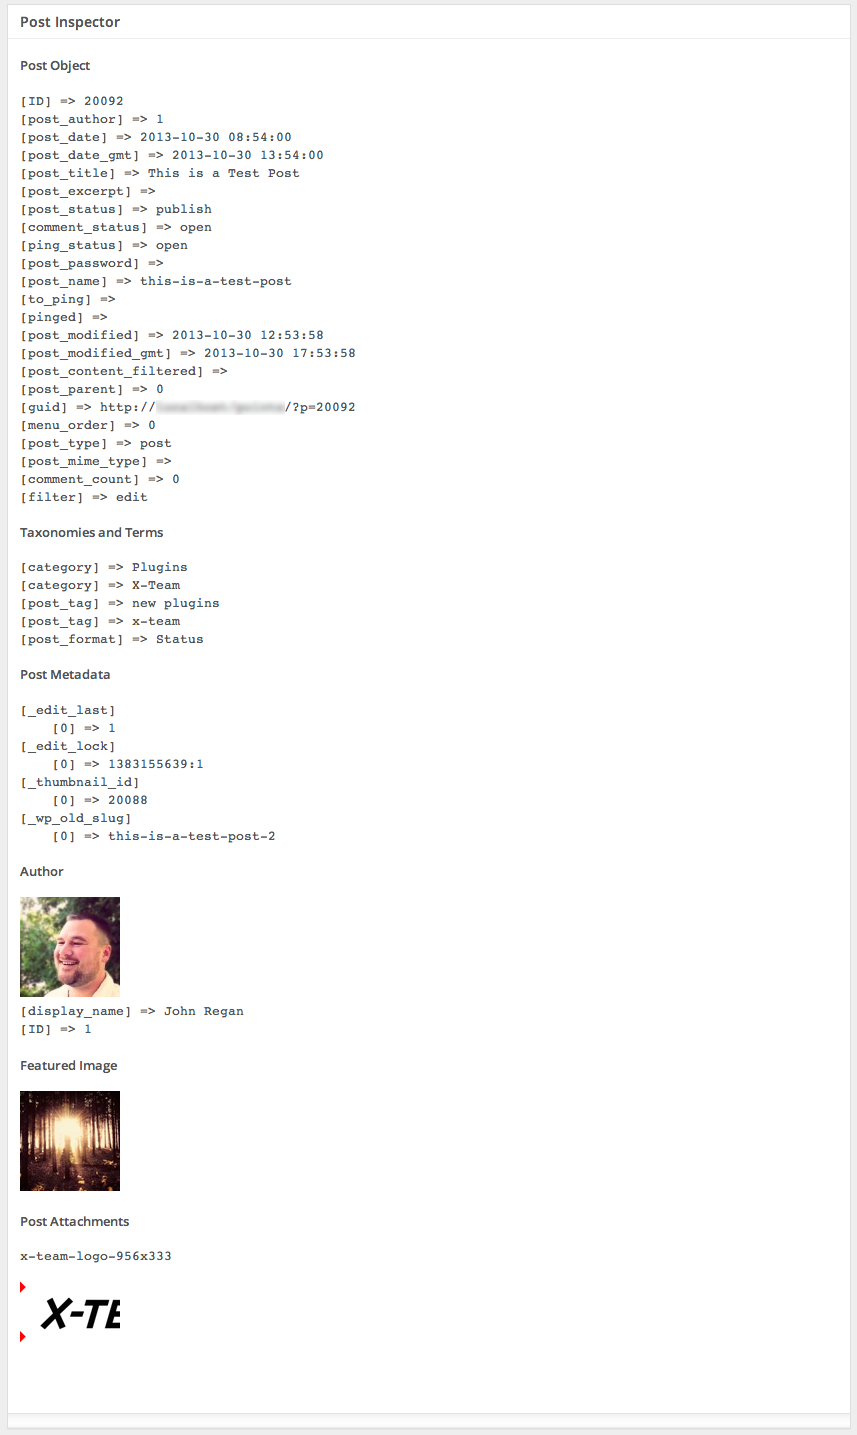 Post Inspector
Post Object
[ID] => 20092
[post_author] => 1
[post_date] => 2013-10-30 08:54:00
[post_date_gmt] => 2013-10-30 13:54:00
[post_title] => This is a Test Post
[post_excerpt] =>
[post_status] => publish
[comment_status] => open
[ping_status] => open
[post_password] =>
[post_name] => this-is-a-test-post
[to_ping] =>
[pinged] =>
[post_modified] => 2013-10-30 12:53:58
[post_modified_gmt] => 2013-10-30 17:53:58
[post_content_filtered] =>
[post_parent] => 0
[guid] => http:// /?p=20092
[menu_order] => 0
[post_type] => post
[post_mime_type] =>
[comment_count] => 0
[filter] => edit
Taxonomies and Terms
[category] => Plugins
[category] => X-Team
[post_tag] => new plugins
[post_tag] => x-team
[post_format] => Status
Post Metadata
[_edit_last]
[0] => 1
[_edit_lock]
[0] => 1383155639:1
[_thumbnail_id]
[0] => 20088
[_wp_old_slug]
[0] => this-is-a-test-post-2
Author
[display_name] => John Regan
[ID] => 1
Featured Image
Post Attachments
x-team-logo-956x333
X-TE